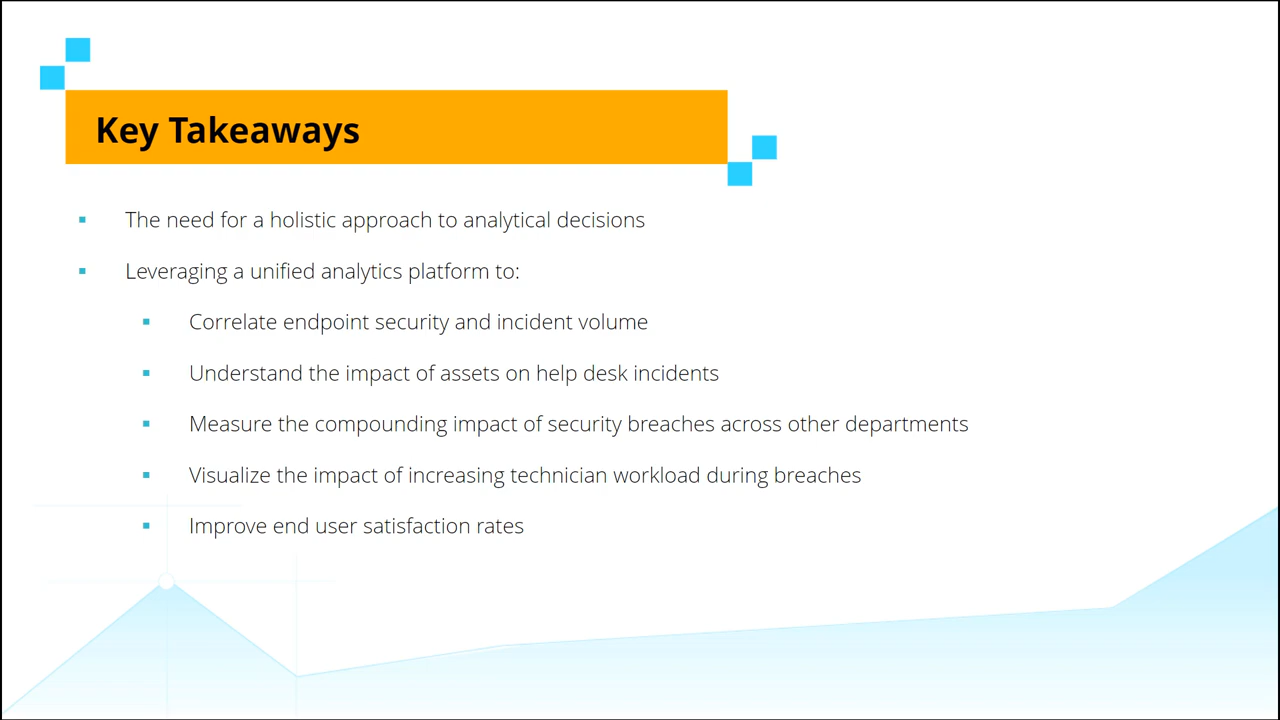 Key Takeaways
The need for a holistic approach to analytical decisions
Leveraging a unified analytics platform to:
Correlate endpoint security and incident volume
Understand the impact of assets on help desk incidents
Measure the compounding impact of security breaches across other departments
Visualize the impact of increasing technician workload during breaches
Improve end user satisfaction rates